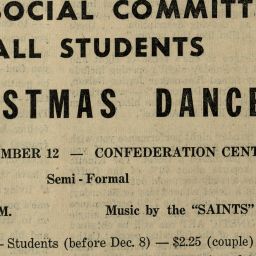 SOCIAL COMMITT
ALL STUDENTS
STMAS DANCE
MBER 12 — CONFEDERATION CENT
Semi - Formal
M. Music by the “SAINTS”
– Students (before Dec. 8) — $2.25 (couple)